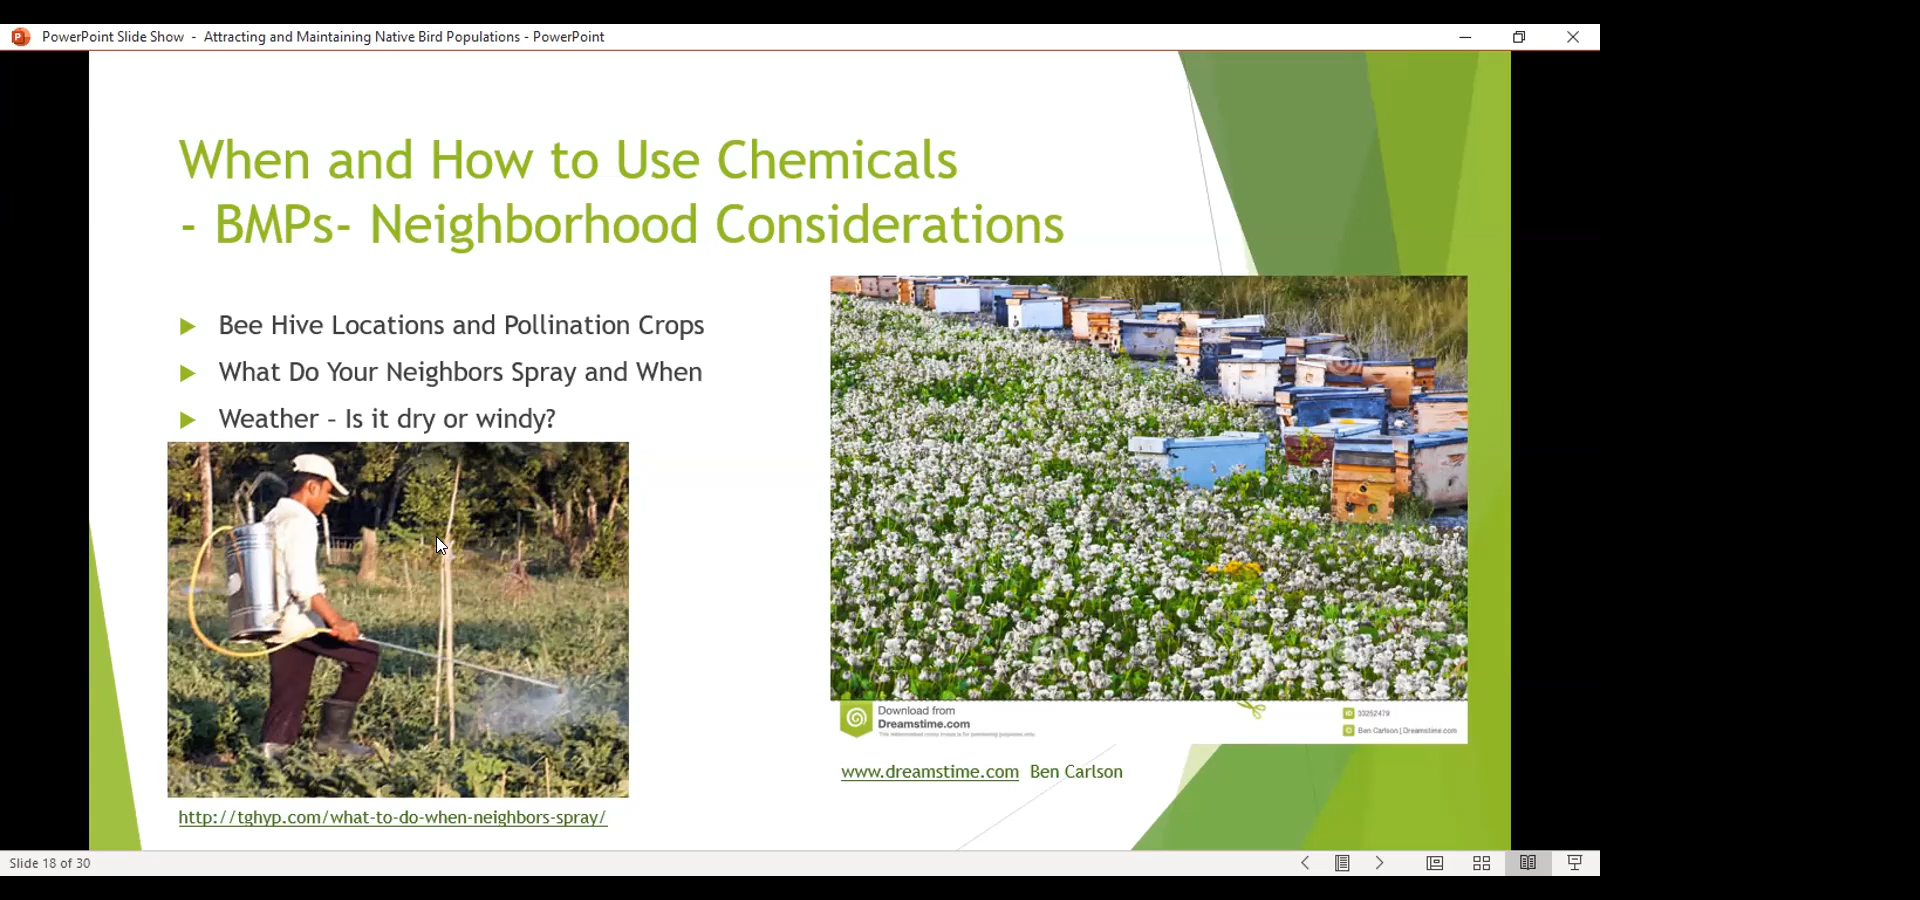 PowerPoint Slide Show - Attracting and Maintaining Native Bird Populations - PowerPoint
When and How to Use Chemicals
- BMPs- Neighborhood Considerations
Bee Hive Locations and Pollination Crops
What Do Your Neighbors Spray and When
Weather – Is it dry or windy?
http://tghyp.com/what-to-do-when-neighbors-spray/
Download from
Dreamstime.com
This watermarked comp image is for previewing purposes only.
ID 33252479
Ben Carlson | Dreamstime.com
www.dreamstime.com Ben Carlson
Slide 18 of 30